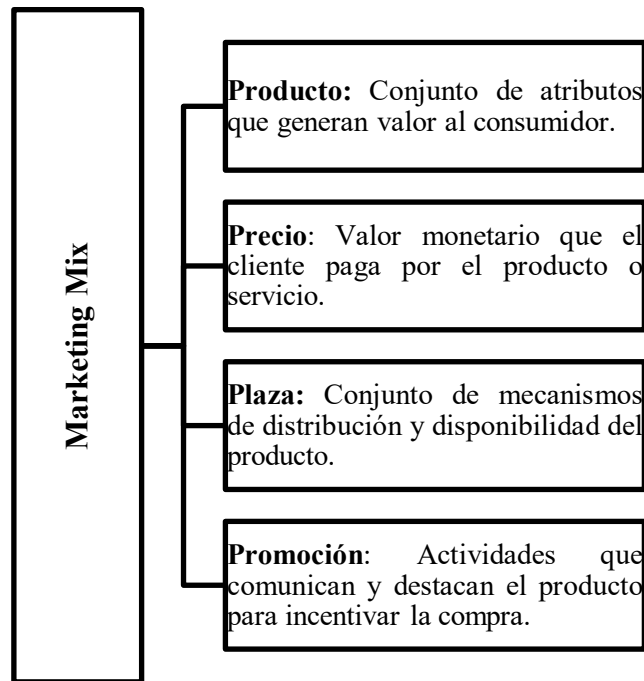 Marketing Mix
Producto: Conjunto de atributos
que generan valor al consumidor.
Precio: Valor monetario que el
cliente paga por el producto o
servicio.
Plaza: Conjunto de mecanismos
de distribución y disponibilidad del
producto.
Promoción: Actividades que
comunican y destacan el producto
para incentivar la compra.